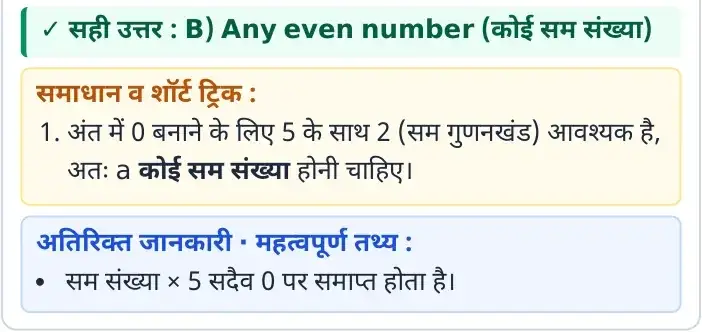 ✓ सही उत्तर : B) Any even number (कोई सम संख्या)
समाधान व शॉर्ट ट्रिक :
1. अंत में 0 बनाने के लिए 5 के साथ 2 (सम गुणनखंड) आवश्यक है,
अतः a कोई सम संख्या होनी चाहिए।
अतिरिक्त जानकारी · महत्वपूर्ण तथ्य :
• सम संख्या × 5 सदैव 0 पर समाप्त होता है।